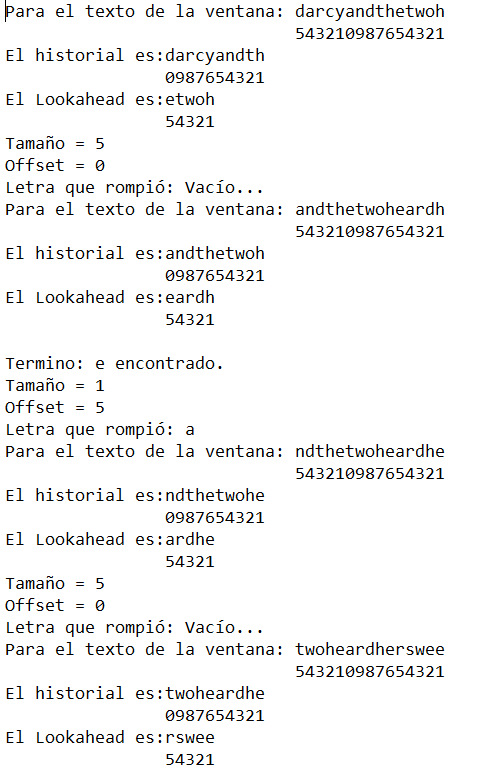 Para el texto de la ventana: darcyandthetwoh
543210987654321
El historial es:darcyandth
0987654321
El Lookahead es:etwoh
54321
Tamaño = 5
Offset = 0
Letra que rompió: Vacío...
Para el texto de la ventana: andthetwoheardh
543210987654321
El historial es:andthetwoh
0987654321
El Lookahead es:eardh
54321
Termino: e encontrado.
Tamaño = 1
Offset = 5
Letra que rompió: a
Para el texto de la ventana: ndthetwoheardhe
543210987654321
El historial es:ndthetwohe
0987654321
El Lookahead es:ardhe
54321
Tamaño = 5
Offset = 0
Letra que rompió: Vacío...
Para el texto de la ventana: twoheardherswee
543210987654321
El historial es:twoheardhe
0987654321
El Lookahead es:rswee
54321